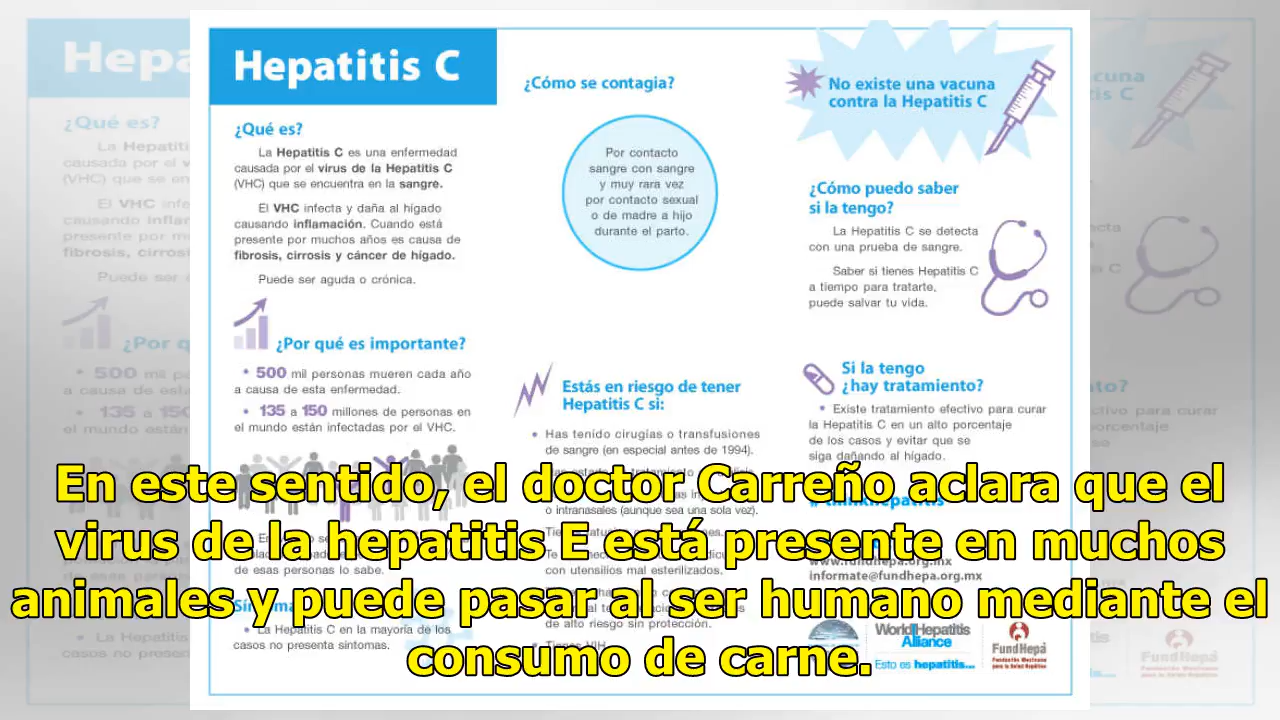 Hepatitis C
¿Qué es?
La Hepatitis C es una enfermedad
causada por el virus de la Hepatitis C
(VHC) que se encuentra en la sangre.
El VHC infecta y daña al hígado
causando inflamación. Cuando está
presente por muchos años es causa de
fibrosis, cirrosis y cáncer de hígado.
Puede ser aguda o crónica.
¿Por qué es importante?
• 500 mil personas mueren cada año
a causa de esta enfermedad.
• 135 a 150 millones de personas en
el mundo están infectadas por el VHC.
de esas personas lo sabe.
• La Hepatitis C en la mayoría de los
casos no presenta síntomas.
¿Cómo se contagia?
Por contacto
sangre con sangre
y muy rara vez
por contacto sexual
o de madre a hijo
durante el parto.
Estás en riesgo de tener
Hepatitis C si:
• Has tenido cirugías o transfusiones
de sangre (en especial antes de 1994).
o intranasales (aunque sea una sola vez).
con utensilios mal esterilizados.
de alto riesgo sin protección.
No existe una vacuna
contra la Hepatitis C
¿Cómo puedo saber
si la tengo?
La Hepatitis C se detecta
con una prueba de sangre.
Saber si tienes Hepatitis C
a tiempo para tratarte,
puede salvar tu vida.
Si la tengo
¿hay tratamiento?
• Existe tratamiento efectivo para curar
la Hepatitis C en un alto porcentaje
de los casos y evitar que se
siga dañando al hígado.
www.fundhepa.org.mx
informate@fundhepa.org.mx
World Hepatitis
Alliance
Esto es hepatitis...
FundHepa
Fundación Mexicana
para la Salud Hepática
En este sentido, el doctor Carreño aclara que el
virus de la hepatitis E está presente en muchos
animales y puede pasar al ser humano mediante el
consumo de carne.